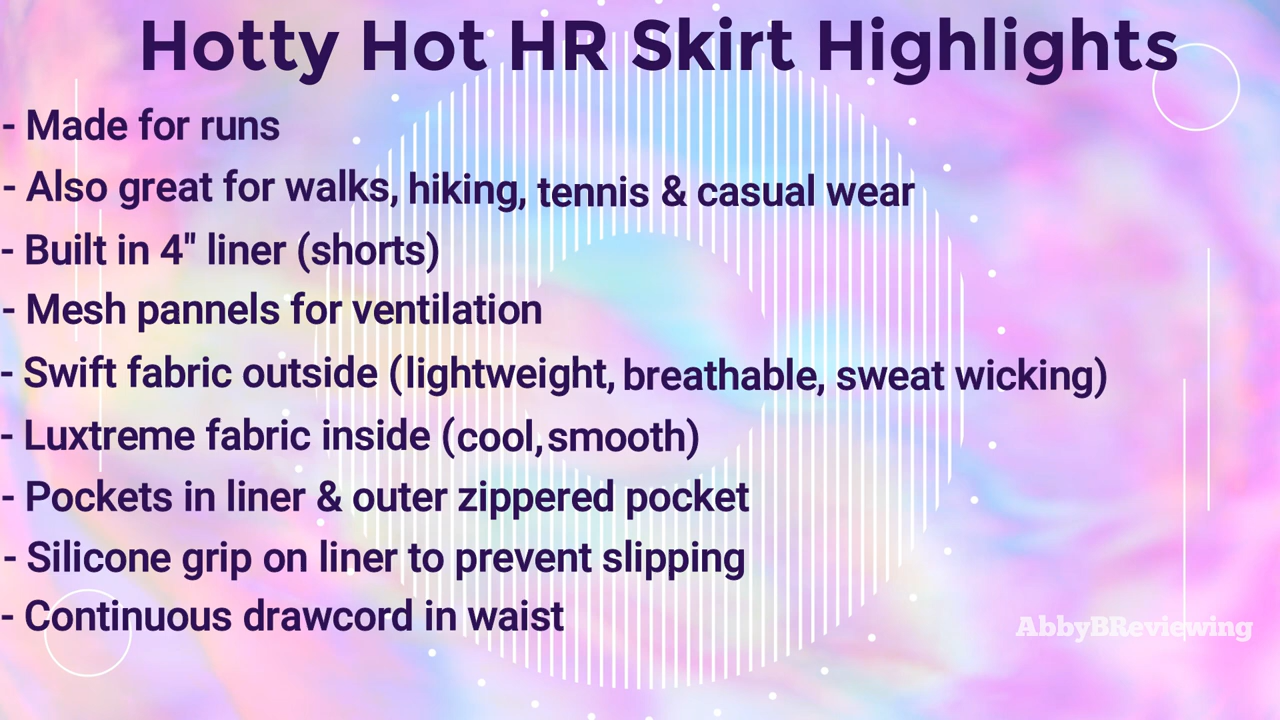 Hotty Hot HR Skirt Highlights
- Made for runs
- Also great for walks, hiking, tennis & casual wear
- Built in 4" liner (shorts)
- Mesh pannels for ventilation
- Swift fabric outside (lightweight, breathable, sweat wicking)
- Luxtreme fabric inside (cool, smooth)
- Pockets in liner & outer zippered pocket
- Silicone grip on liner to prevent slipping
- Continuous drawcord in waist
AbbyBReviewing